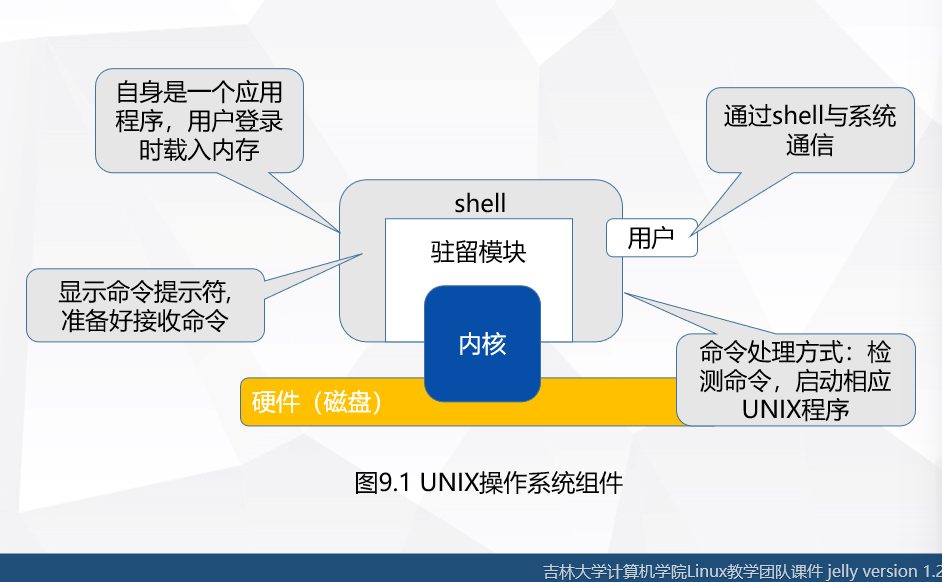 自身是一个应用
程序，用户登录
时载入内存
通过shell与系统
通信
shell
驻留模块
用户
显示命令提示符,
准备好接收命令
内核
命令处理方式：检
测命令，启动相应
UNIX程序
硬件（磁盘）
图9.1 UNIX操作系统组件
吉林大学计算机学院Linux教学团队课件 jelly version 1.2